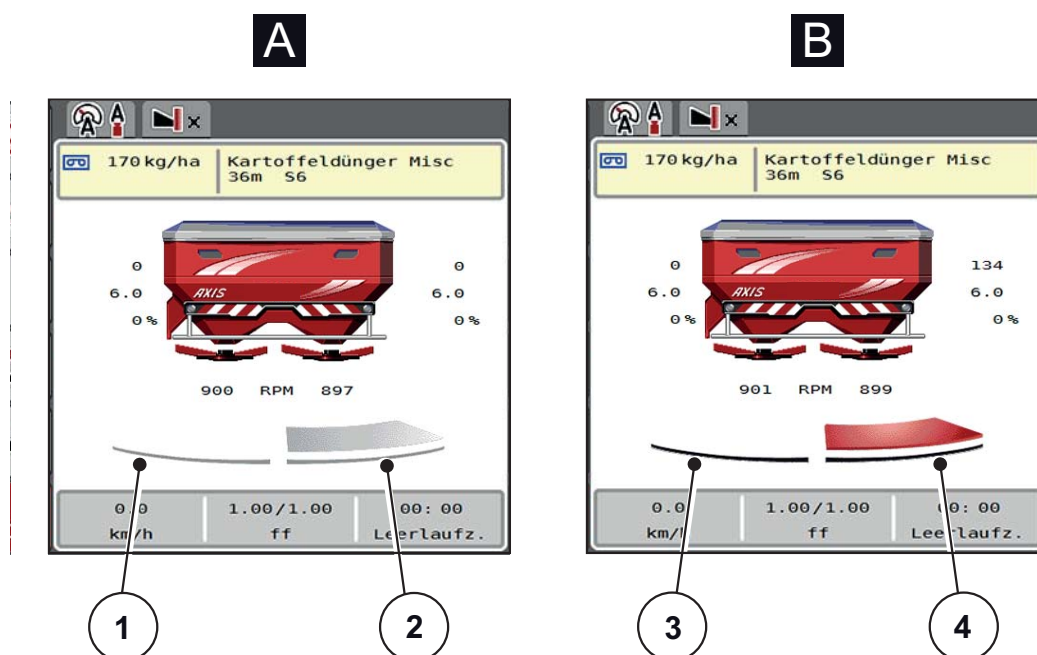 A B
A A x
170 kg/ha Kartoffeldünger Misc
36m S6
0 0
6.0 AXIS 6.0
0 % 0 %
900 RPM 897
0.0 1.00/1.00 00: 00
km/h ff Leerlaufz.
1 2
A A x
170 kg/ha Kartoffeldünger Misc
36m S6
0 134
6.0 AXIS 6.0
0 % 0 %
901 RPM 899
0.0 1.00/1.00 00: 00
km/h ff Leerlaufz.
3 4